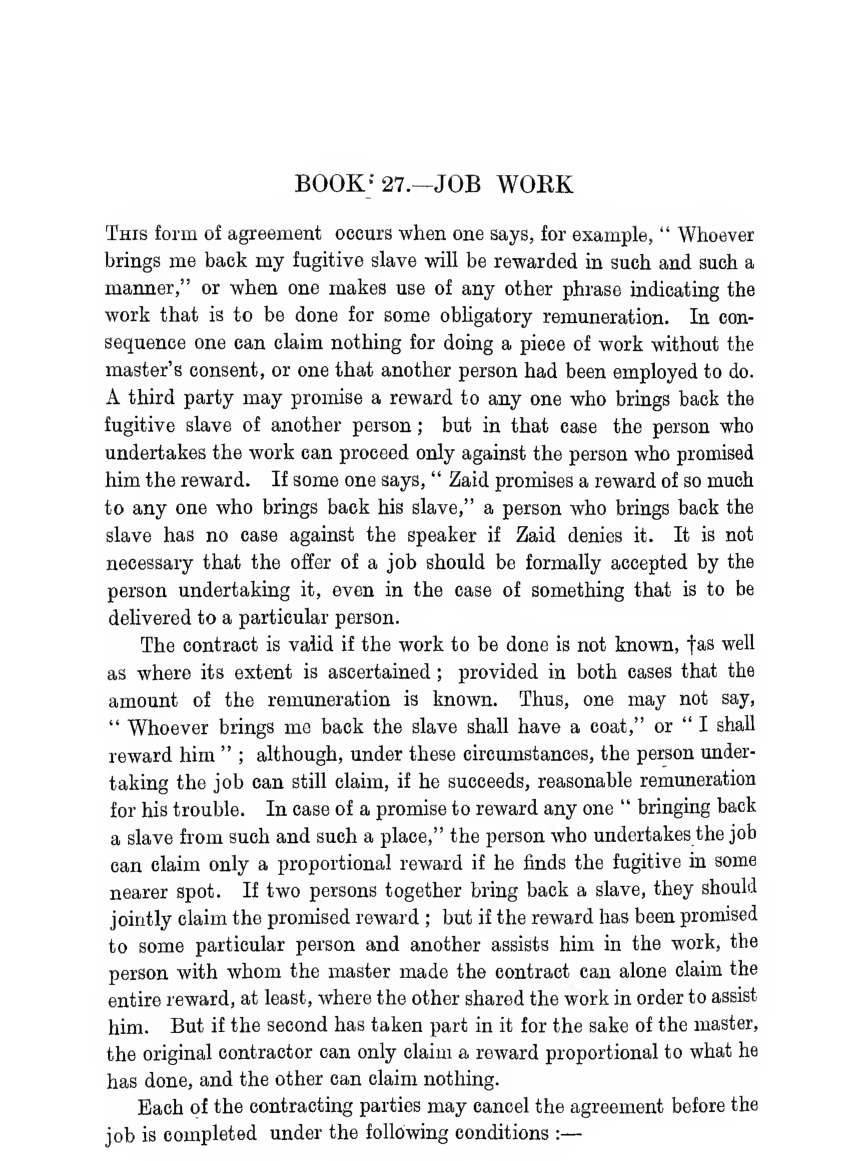 BOOK: 27.—JOB WORK
THIS form of agreement occurs when one says, for example, “ Whoever
brings me back my fugitive slave will be rewarded in such and such a
manner,” or when one makes use of any other phrase indicating the
work that is to be done for some obligatory remuneration. In con-
sequence one can claim nothing for doing a piece of work without the
master’s consent, or one that another person had been employed to do.
A third party may promise a reward to any one who brings back the
fugitive slave of another person ; but in that case the person who
undertakes the work can proceed only against the person who promised
him the reward. If some one says, “ Zaid promises a reward of so much
to any one who brings back his slave,” a person who brings back the
slave has no case against the speaker if Zaid denies it. It is not
necessary that the offer of a job should be formally accepted by the
person undertaking it, even in the case of something that is to be
delivered to a particular person.
The contract is valid if the work to be done is not known, †as well
as where its extent is ascertained ; provided in both cases that the
amount of the remuneration is known. Thus, one may not say,
“ Whoever brings me back the slave shall have a coat,” or “ I shall
reward him ” ; although, under these circumstances, the person under-
taking the job can still claim, if he succeeds, reasonable remuneration
for his trouble. In case of a promise to reward any one “ bringing back
a slave from such and such a place,” the person who undertakes the job
can claim only a proportional reward if he finds the fugitive in some
nearer spot. If two persons together bring back a slave, they should
jointly claim the promised reward ; but if the reward has been promised
to some particular person and another assists him in the work, the
person with whom the master made the contract can alone claim the
entire reward, at least, where the other shared the work in order to assist
him. But if the second has taken part in it for the sake of the master,
the original contractor can only claim a reward proportional to what he
has done, and the other can claim nothing.
Each of the contracting parties may cancel the agreement before the
job is completed under the following conditions :—